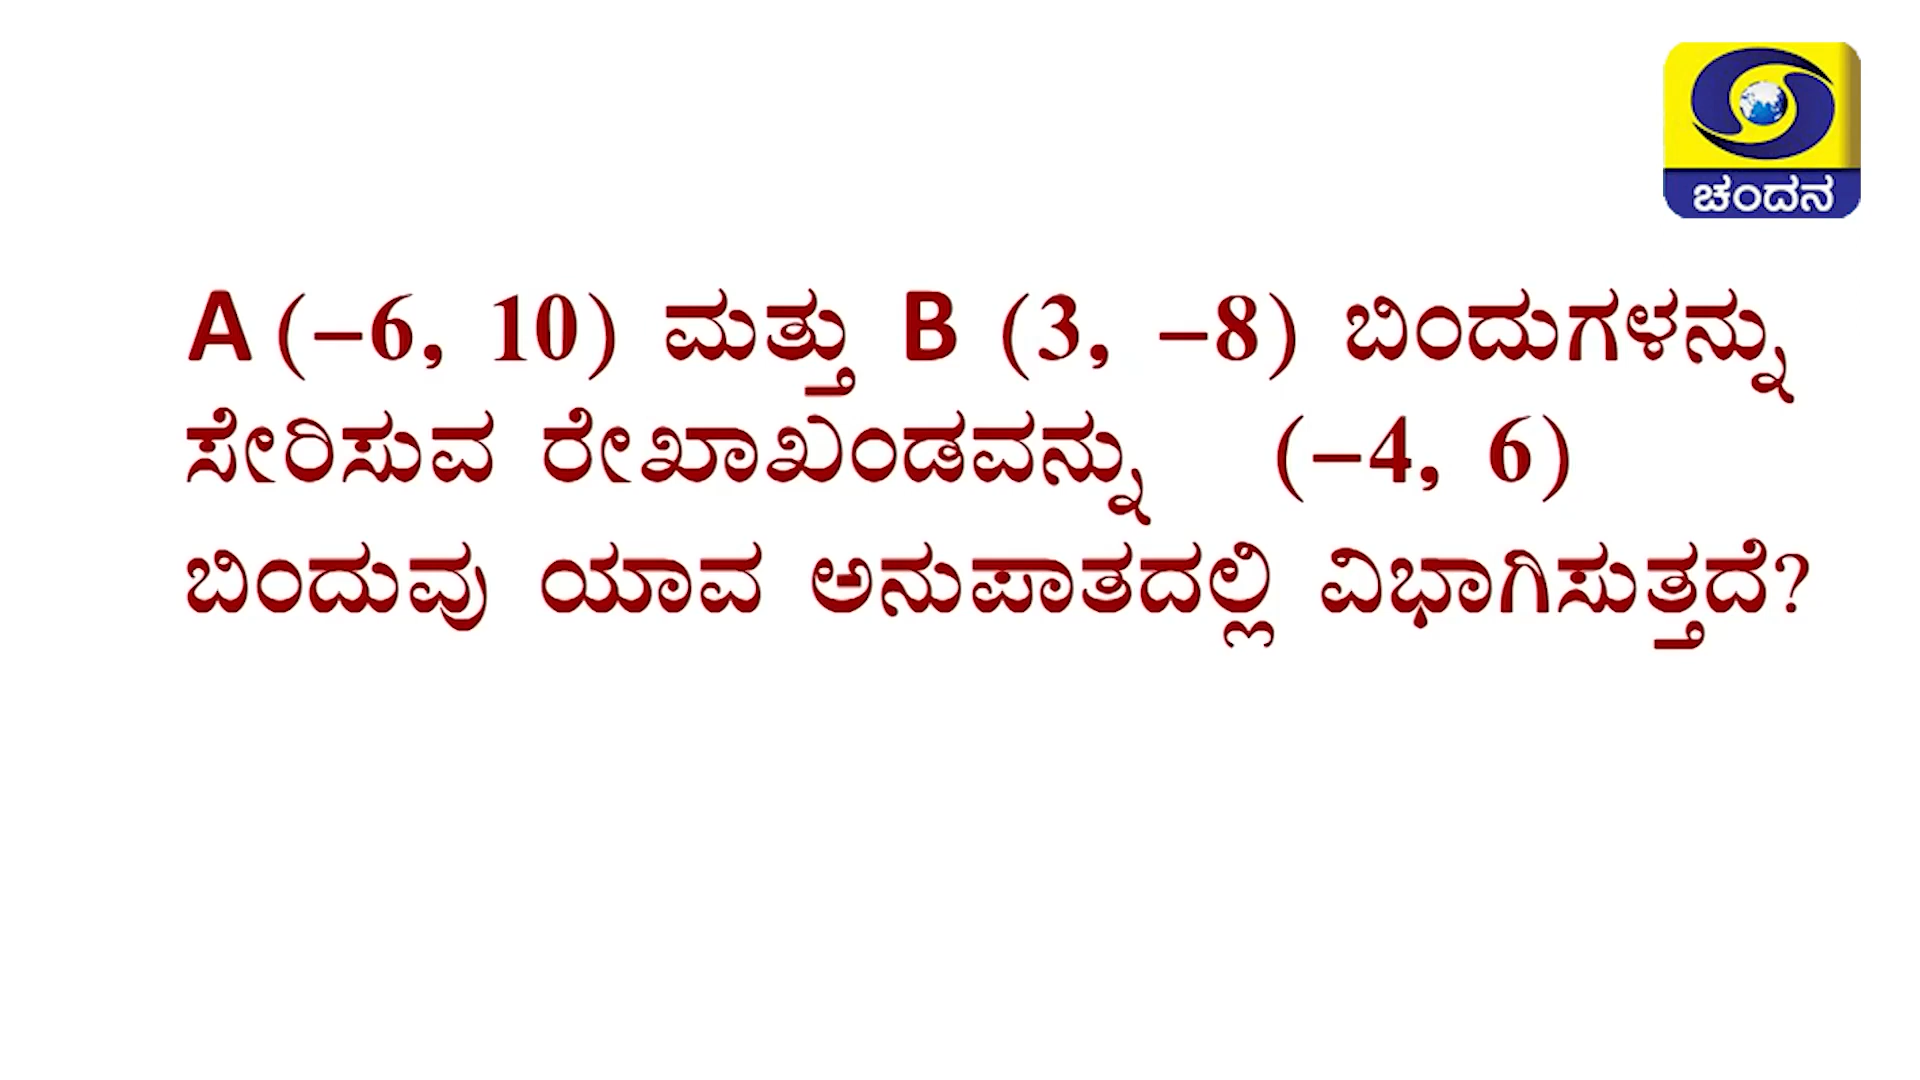 ಚಂದನ
A (–6, 10) ಮತ್ತು B (3, –8) ಬಿಂದುಗಳನ್ನು
ಸೇರಿಸುವ ರೇಖಾಖಂಡವನ್ನು (–4, 6)
ಬಿಂದುವು ಯಾವ ಅನುಪಾತದಲ್ಲಿ ವಿಭಾಗಿಸುತ್ತದೆ?